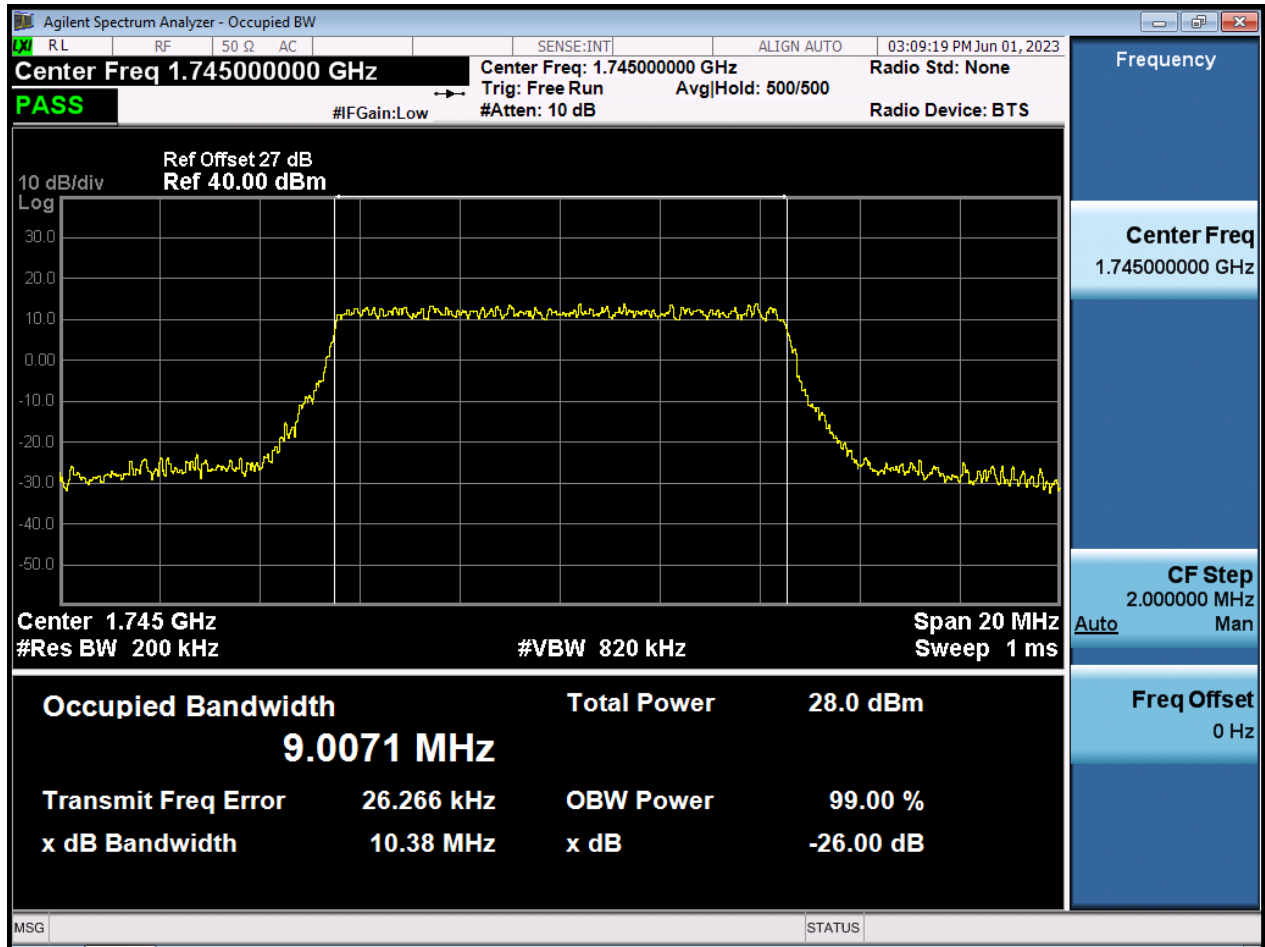 Agilent Spectrum Analyzer - Occupied BW
LXI RL RF 50 Ω AC SENSE:INT ALIGN AUTO 03:09:19 PM Jun 01, 2023
Center Freq 1.745000000 GHz
PASS
#IFGain:Low
Center Freq: 1.745000000 GHz
Trig: Free Run Avg|Hold: 500/500
#Atten: 10 dB
Radio Std: None
Radio Device: BTS
Ref Offset 27 dB
10 dB/div Ref 40.00 dBm
Log
30.0
20.0
10.0
0.00
-10.0
-20.0
-30.0
-40.0
-50.0
Center 1.745 GHz Span 20 MHz
#Res BW 200 kHz #VBW 820 kHz Sweep 1 ms
Occupied Bandwidth Total Power 28.0 dBm
9.0071 MHz
Transmit Freq Error 26.266 kHz OBW Power 99.00 %
x dB Bandwidth 10.38 MHz x dB -26.00 dB
Frequency
Center Freq
1.745000000 GHz
CF Step
2.000000 MHz
Auto Man
Freq Offset
0 Hz
MSG STATUS